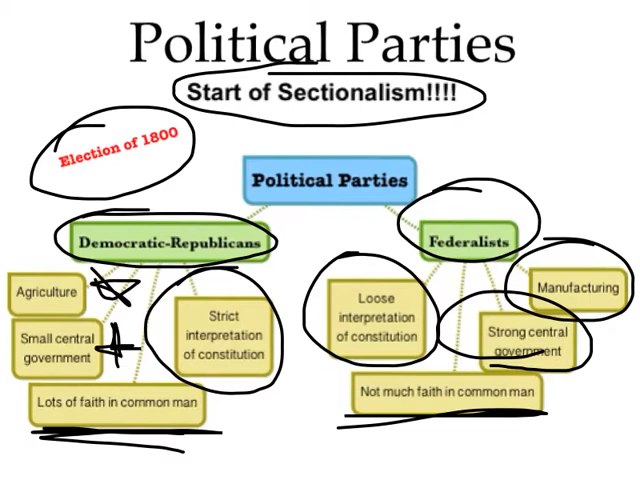 Political Parties
Start of Sectionalism!!!!
Election of 1800
Political Parties
Democratic-Republicans
Federalists
Agriculture
Small central
government
Lots of faith in common man
Strict
interpretation
of constitution
Loose
interpretation
of constitution
Manufacturing
Strong central
government
Not much faith in common man